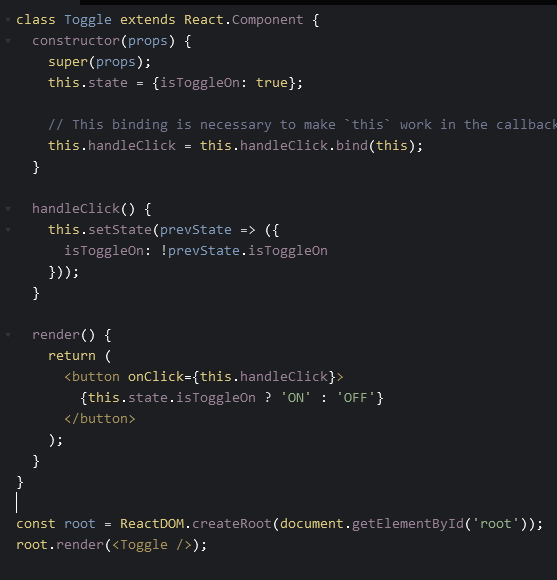 class Toggle extends React.Component {
  constructor(props) {
    super(props);
    this.state = {isToggleOn: true};

    // This binding is necessary to make `this` work in the callback
    this.handleClick = this.handleClick.bind(this);
  }

  handleClick() {
    this.setState(prevState => ({
      isToggleOn: !prevState.isToggleOn
    }));
  }

  render() {
    return (
      <button onClick={this.handleClick}>
        {this.state.isToggleOn ? 'ON' : 'OFF'}
      </button>
    );
  }
}

const root = ReactDOM.createRoot(document.getElementById('root'));
root.render(<Toggle />);